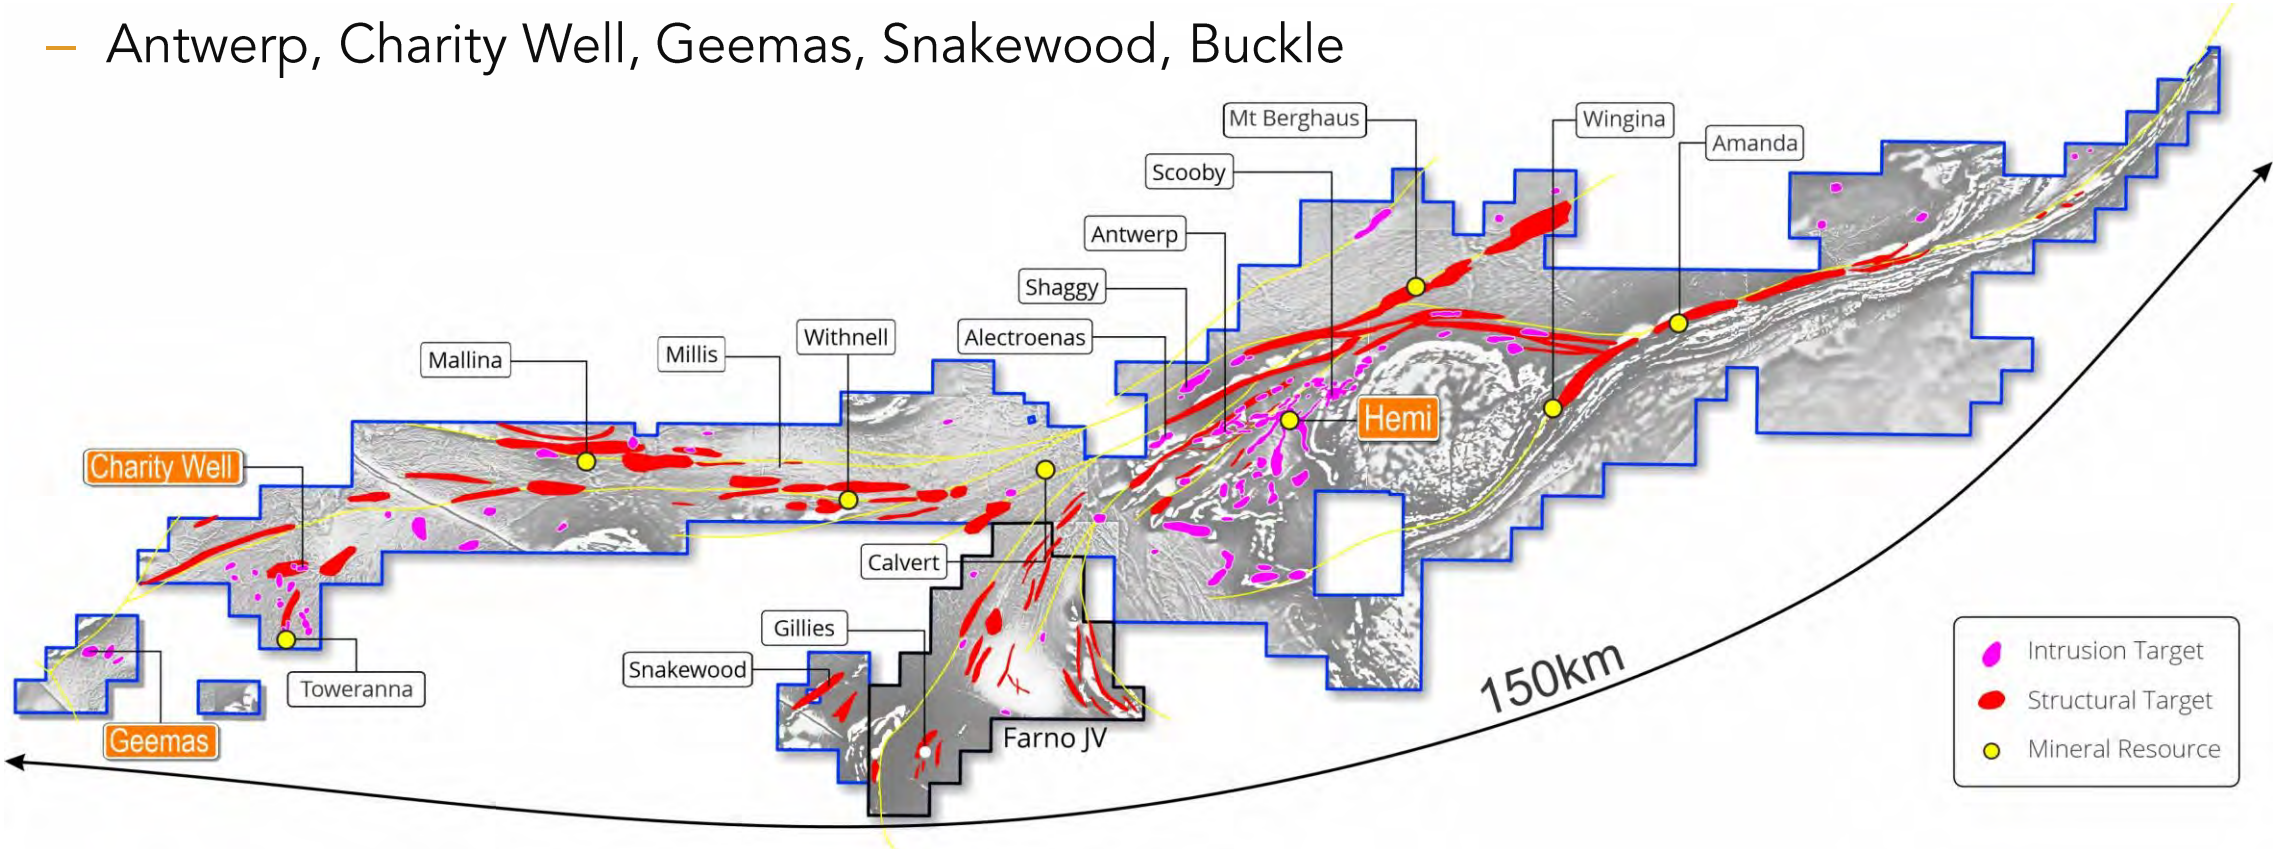 – Antwerp, Charity Well, Geemas, Snakewood, Buckle
Mt Berghaus
Wingina
Amanda
Scooby
Antwerp
Shaggy
Alectroenas
Withnell
Millis
Mallina
Hemi
Charity Well
Calvert
Gillies
Snakewood
Toweranna
Geemas
Farno JV
150km
Intrusion Target
Structural Target
Mineral Resource